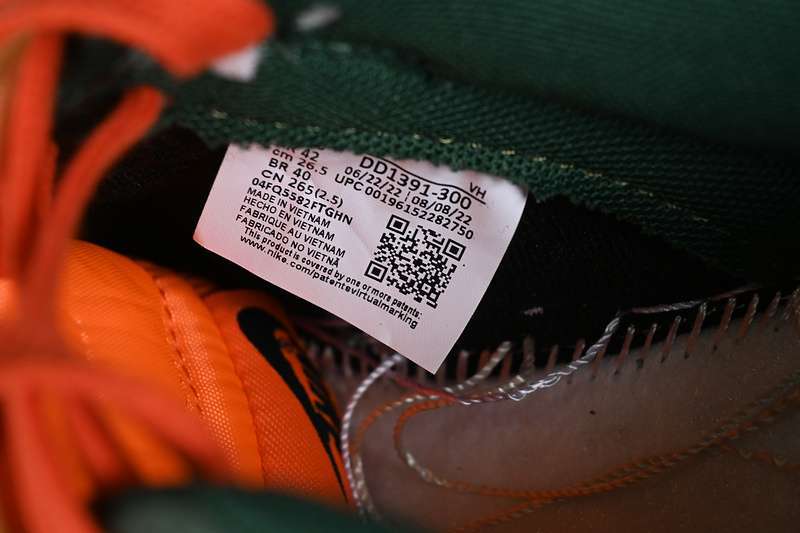 42
cm 26.5
BR 40
CN 265(2.5)
04FQ5582FTGHN
MADE IN VIETNAM
HECHO EN VIETNAM
FABRIQUE AU VIETNAM
FABRICADO NO VIETNÃ
This product is covered by one or more patents:
www.nike.com/patentsvirtualmarking
VH
DD1391-300
06/22/22 | 08/08/22
UPC 00196152282750